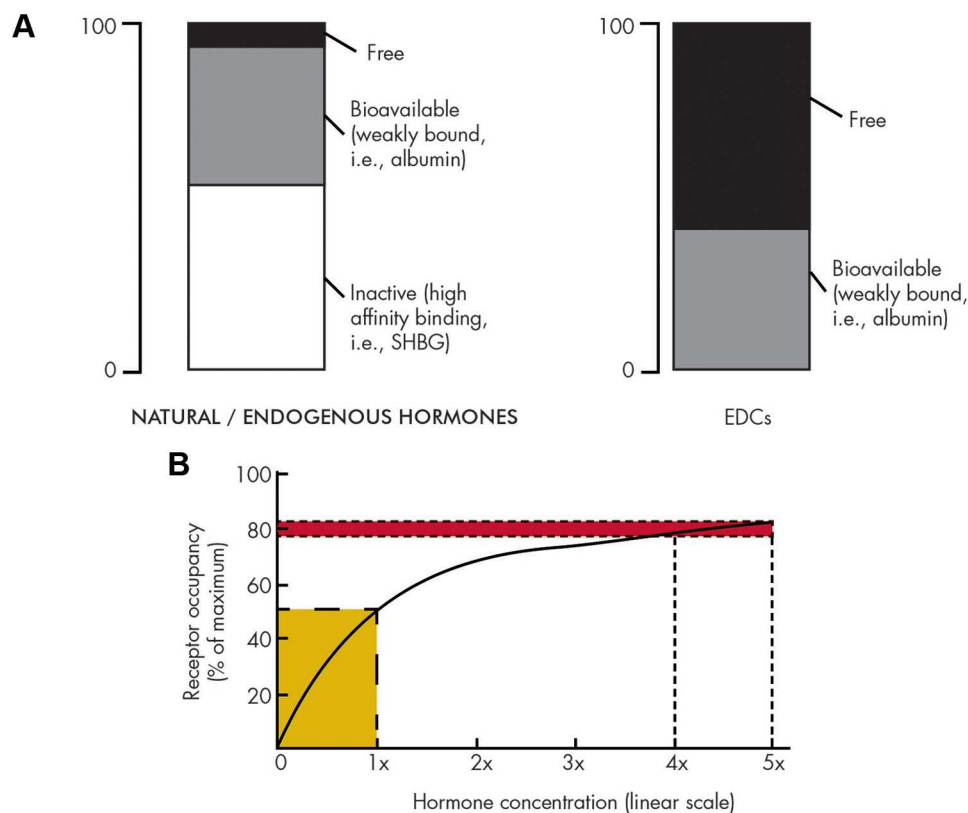 A
100
Free
Bioavailable
(weakly bound,
i.e., albumin)
Inactive (high
affinity binding,
i.e., SHBG)
0
NATURAL / ENDOGENOUS HORMONES
100
Free
Bioavailable
(weakly bound,
i.e., albumin)
0
EDCs
B
Receptor occupancy
(% of maximum)
100
80
60
40
20
0
1x
2x
3x
4x
5x
Hormone concentration (linear scale)